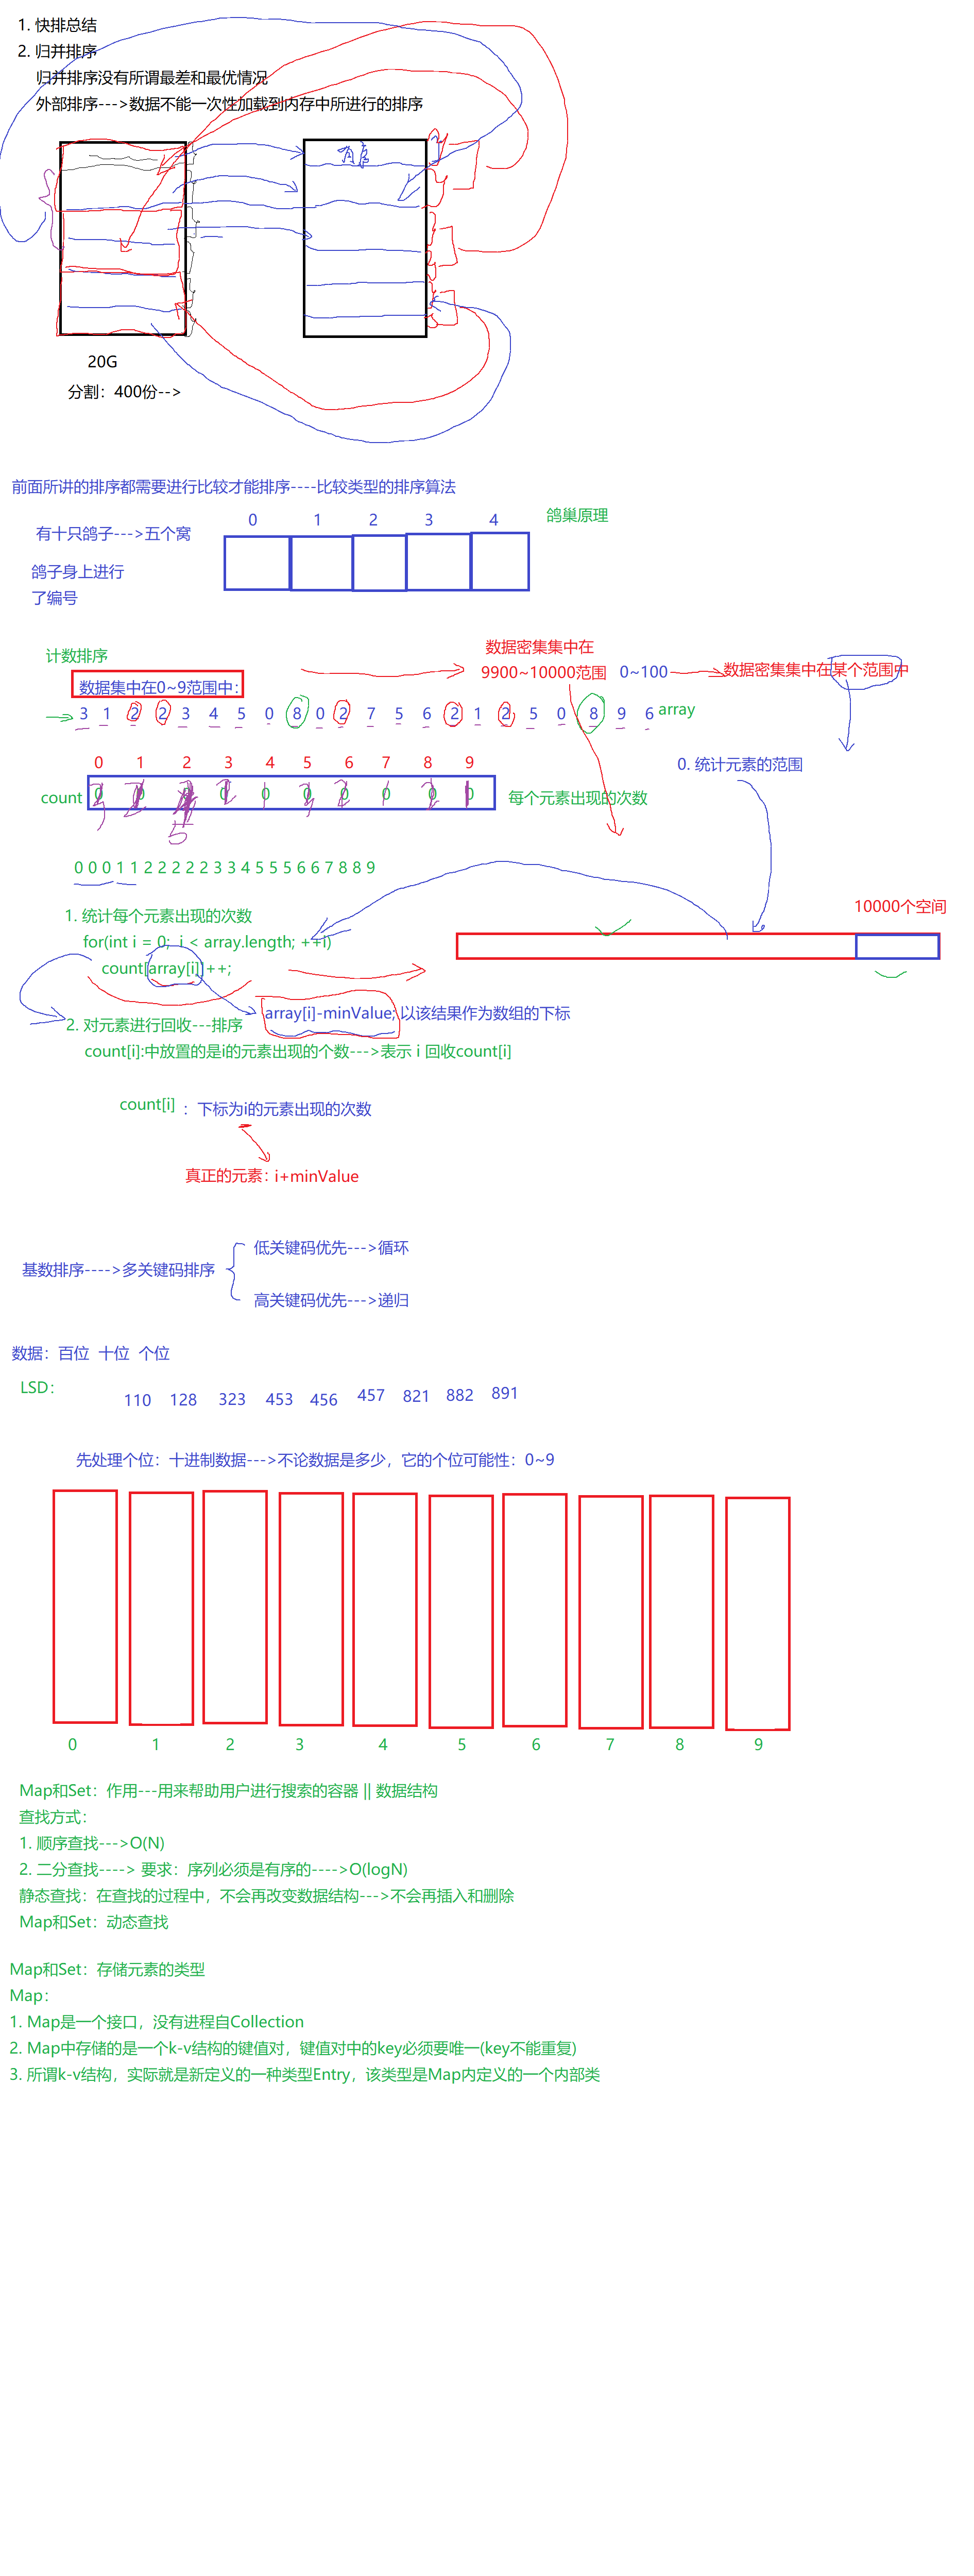 1. 快排总结
2. 归并排序
归并排序没有所谓最差和最优情况
外部排序--->数据不能一次性加载到内存中所进行的排序
有序
20G
分割：400份-->
前面所讲的排序都需要进行比较才能排序----比较类型的排序算法
有十只鸽子--->五个窝
0 1 2 3 4
鸽巢原理
鸽子身上进行
了编号
计数排序
数据密集集中在
9900~10000范围 0~100
数据密集集中在某个范围中
数据集中在0~9范围中：
3 1 2 2 3 4 5 0 8 0 2 7 5 6 2 1 2 5 0 8 9 6 array
0 1 2 3 4 5 6 7 8 9
0. 统计元素的范围
count
每个元素出现的次数
0 0 0 1 1 2 2 2 2 2 3 3 4 5 5 5 6 6 7 8 8 9
1. 统计每个元素出现的次数
10000个空间
for(int i = 0; i < array.length; ++i)
count[array[i]]++;
array[i]-minValue; 以该结果作为数组的下标
2. 对元素进行回收---排序
count[i]:中放置的是i的元素出现的个数--->表示 i 回收count[i]
count[i] ：下标为i的元素出现的次数
真正的元素：i+minValue
低关键码优先--->循环
基数排序---->多关键码排序
高关键码优先--->递归
数据：百位 十位 个位
LSD：
110 128 323 453 456 457 821 882 891
先处理个位：十进制数据--->不论数据是多少，它的个位可能性：0~9
0 1 2 3 4 5 6 7 8 9
Map和Set：作用---用来帮助用户进行搜索的容器 || 数据结构
查找方式：
1. 顺序查找--->O(N)
2. 二分查找----> 要求：序列必须是有序的---->O(logN)
静态查找：在查找的过程中，不会再改变数据结构--->不会再插入和删除
Map和Set：动态查找
Map和Set：存储元素的类型
Map：
1. Map是一个接口，没有进程自Collection
2. Map中存储的是一个k-v结构的键值对，键值对中的key必须要唯一(key不能重复)
3. 所谓k-v结构，实际就是新定义的一种类型Entry，该类型是Map内定义的一个内部类